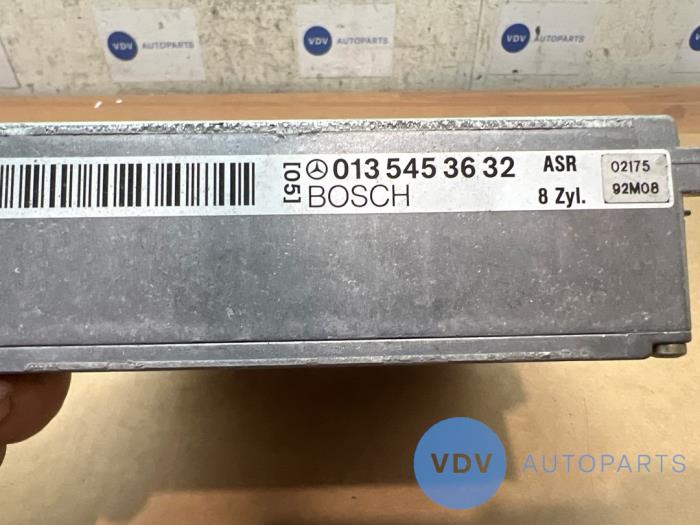 VDV AUTOPARTS
VDV AUTOPARTS
VDV AUTOPARTS
VDV
[05]
013 545 36 32 ASR 02175
BOSCH 8 Zyl. 92M08
VDV AUTOPARTS